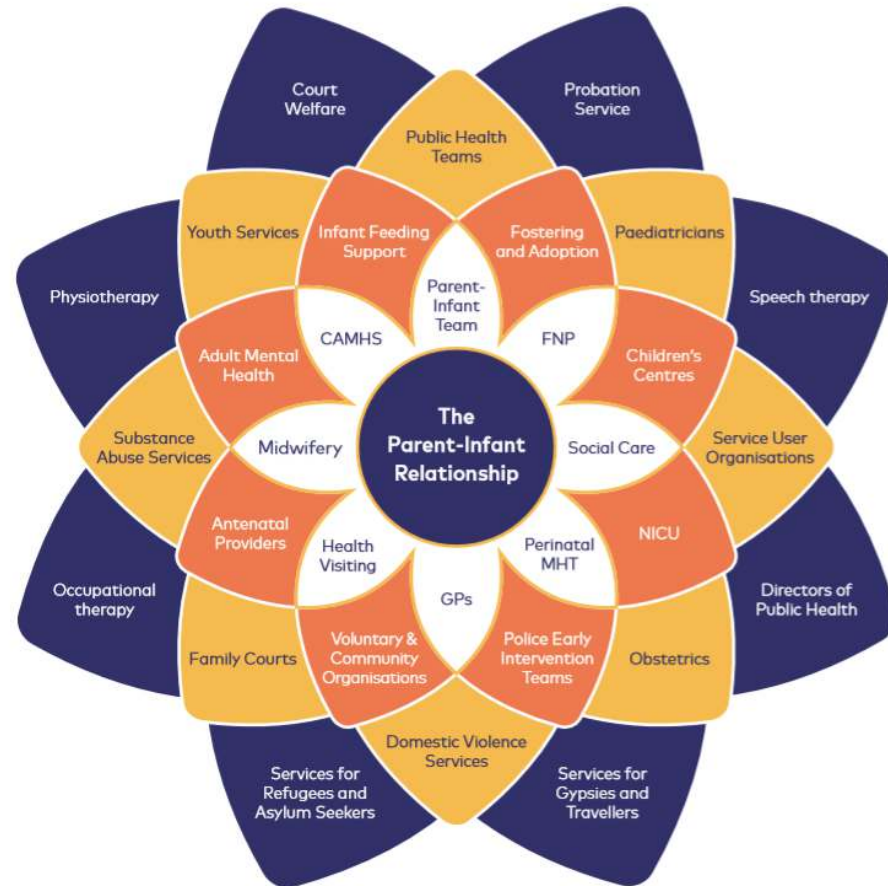 Court
Welfare
Probation
Service
Public Health
Teams
Youth Services
Infant Feeding
Support
Fostering
and Adoption
Paediatricians
Physiotherapy
Parent-
Infant
Team
Speech therapy
CAMHS
FNP
Adult Mental
Health
Children's
Centres
The
Parent-Infant
Relationship
Substance
Abuse Services
Midwifery
Social Care
Service User
Organisations
Antenatal
Providers
Health
Visiting
Perinatal
MHT
NICU
Occupational
therapy
GPs
Directors of
Public Health
Family Courts
Voluntary &
Community
Organisations
Police Early
Intervention
Teams
Obstetrics
Domestic Violence
Services
Services for
Refugees and
Asylum Seekers
Services for
Gypsies and
Travellers